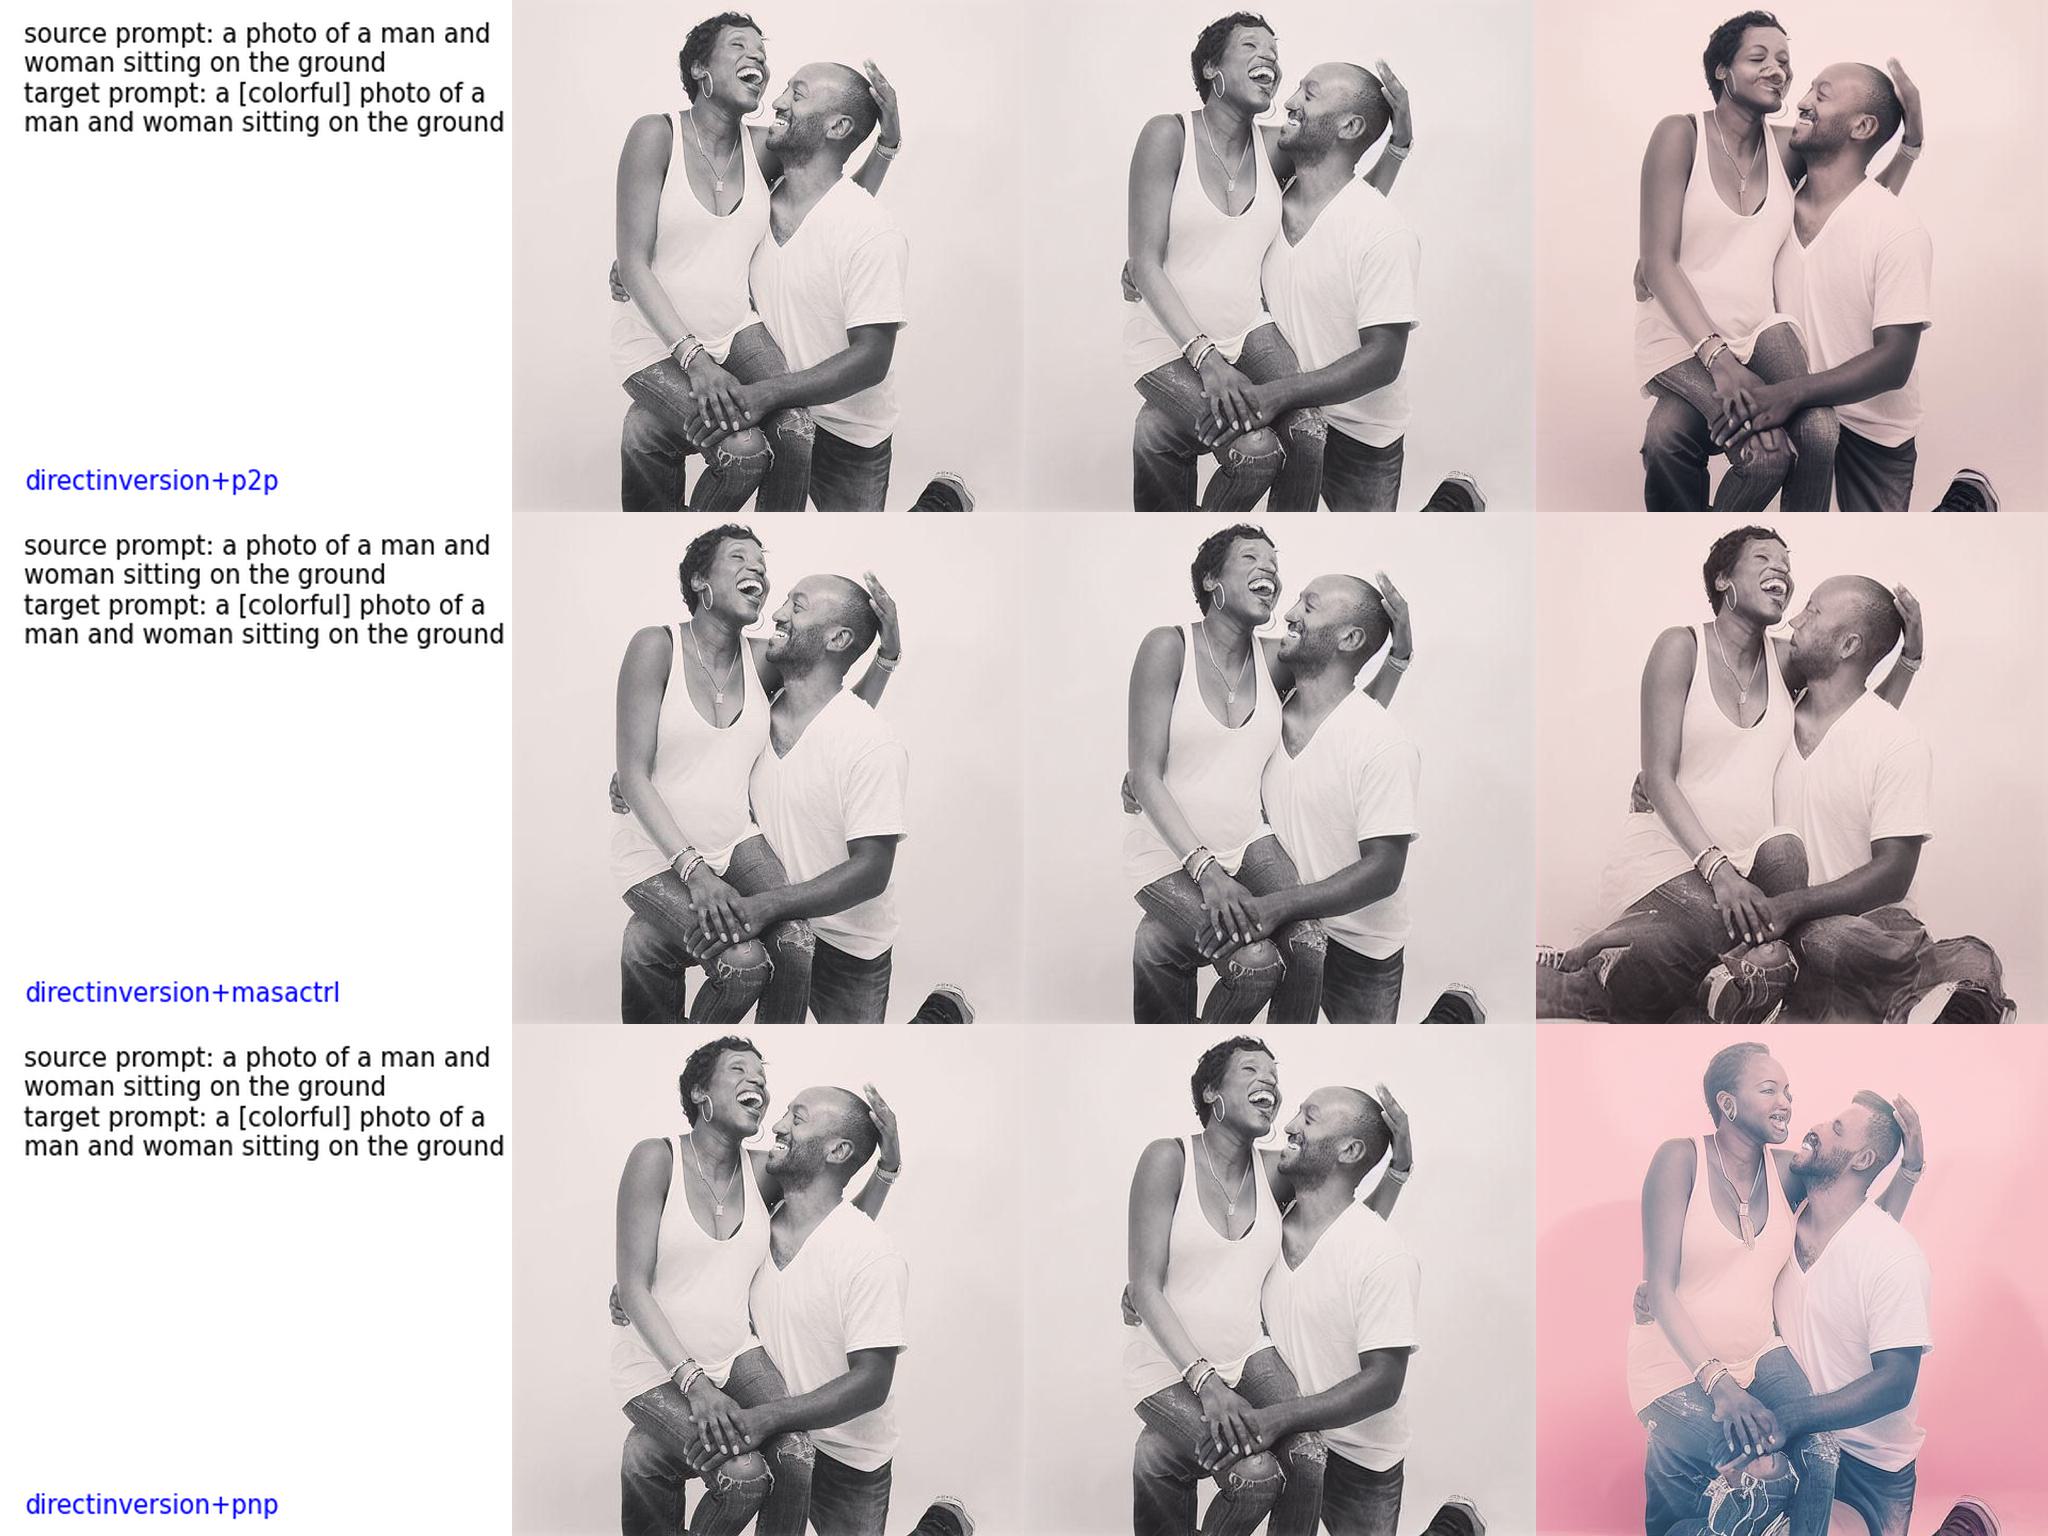 source prompt: a photo of a man and
woman sitting on the ground
target prompt: a [colorful] photo of a
man and woman sitting on the ground
directinversion+p2p
source prompt: a photo of a man and
woman sitting on the ground
target prompt: a [colorful] photo of a
man and woman sitting on the ground
directinversion+masactrl
source prompt: a photo of a man and
woman sitting on the ground
target prompt: a [colorful] photo of a
man and woman sitting on the ground
directinversion+pnp